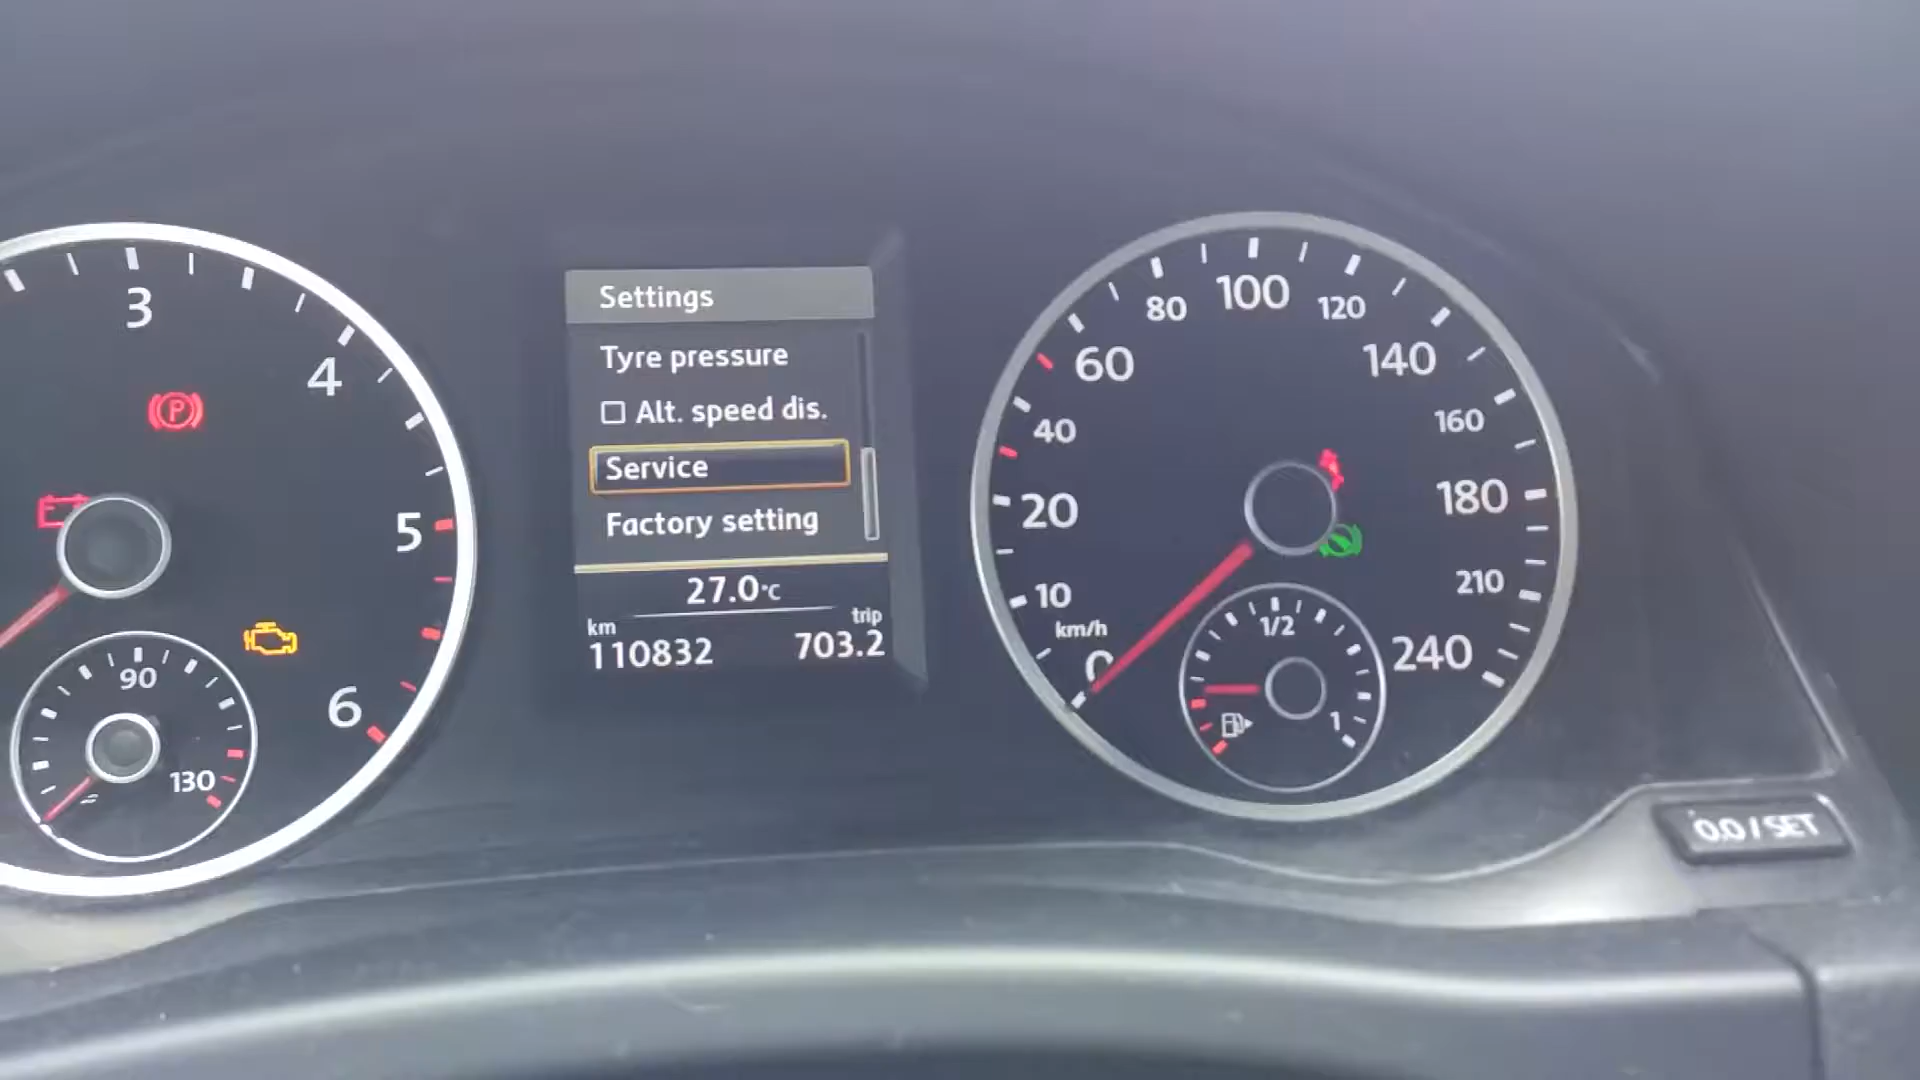 3
4
5
6
90
130
P
Settings
Tyre pressure
Alt. speed dis.
Service
Factory setting
27.0°C
km
trip
110832
703.2
0
10
20
40
60
80
100
120
140
160
180
210
240
km/h
1/2
1
0.0 / SET